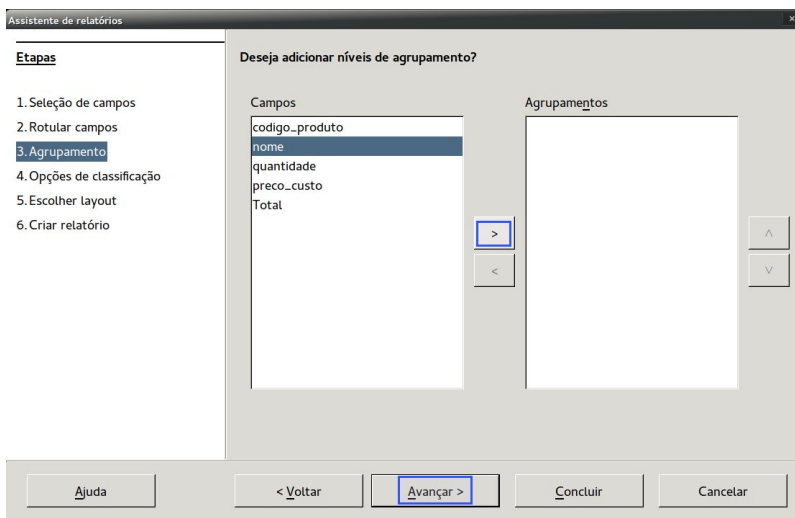 Assistente de relatórios
x
Etapas
1. Seleção de campos
2. Rotular campos
3. Agrupamento
4. Opções de classificação
5. Escolher layout
6. Criar relatório
Deseja adicionar níveis de agrupamento?
Campos
codigo_produto
nome
quantidade
preco_custo
Total
>
<
Agrupamentos
^
v
Ajuda
< Voltar
Avançar >
Concluir
Cancelar